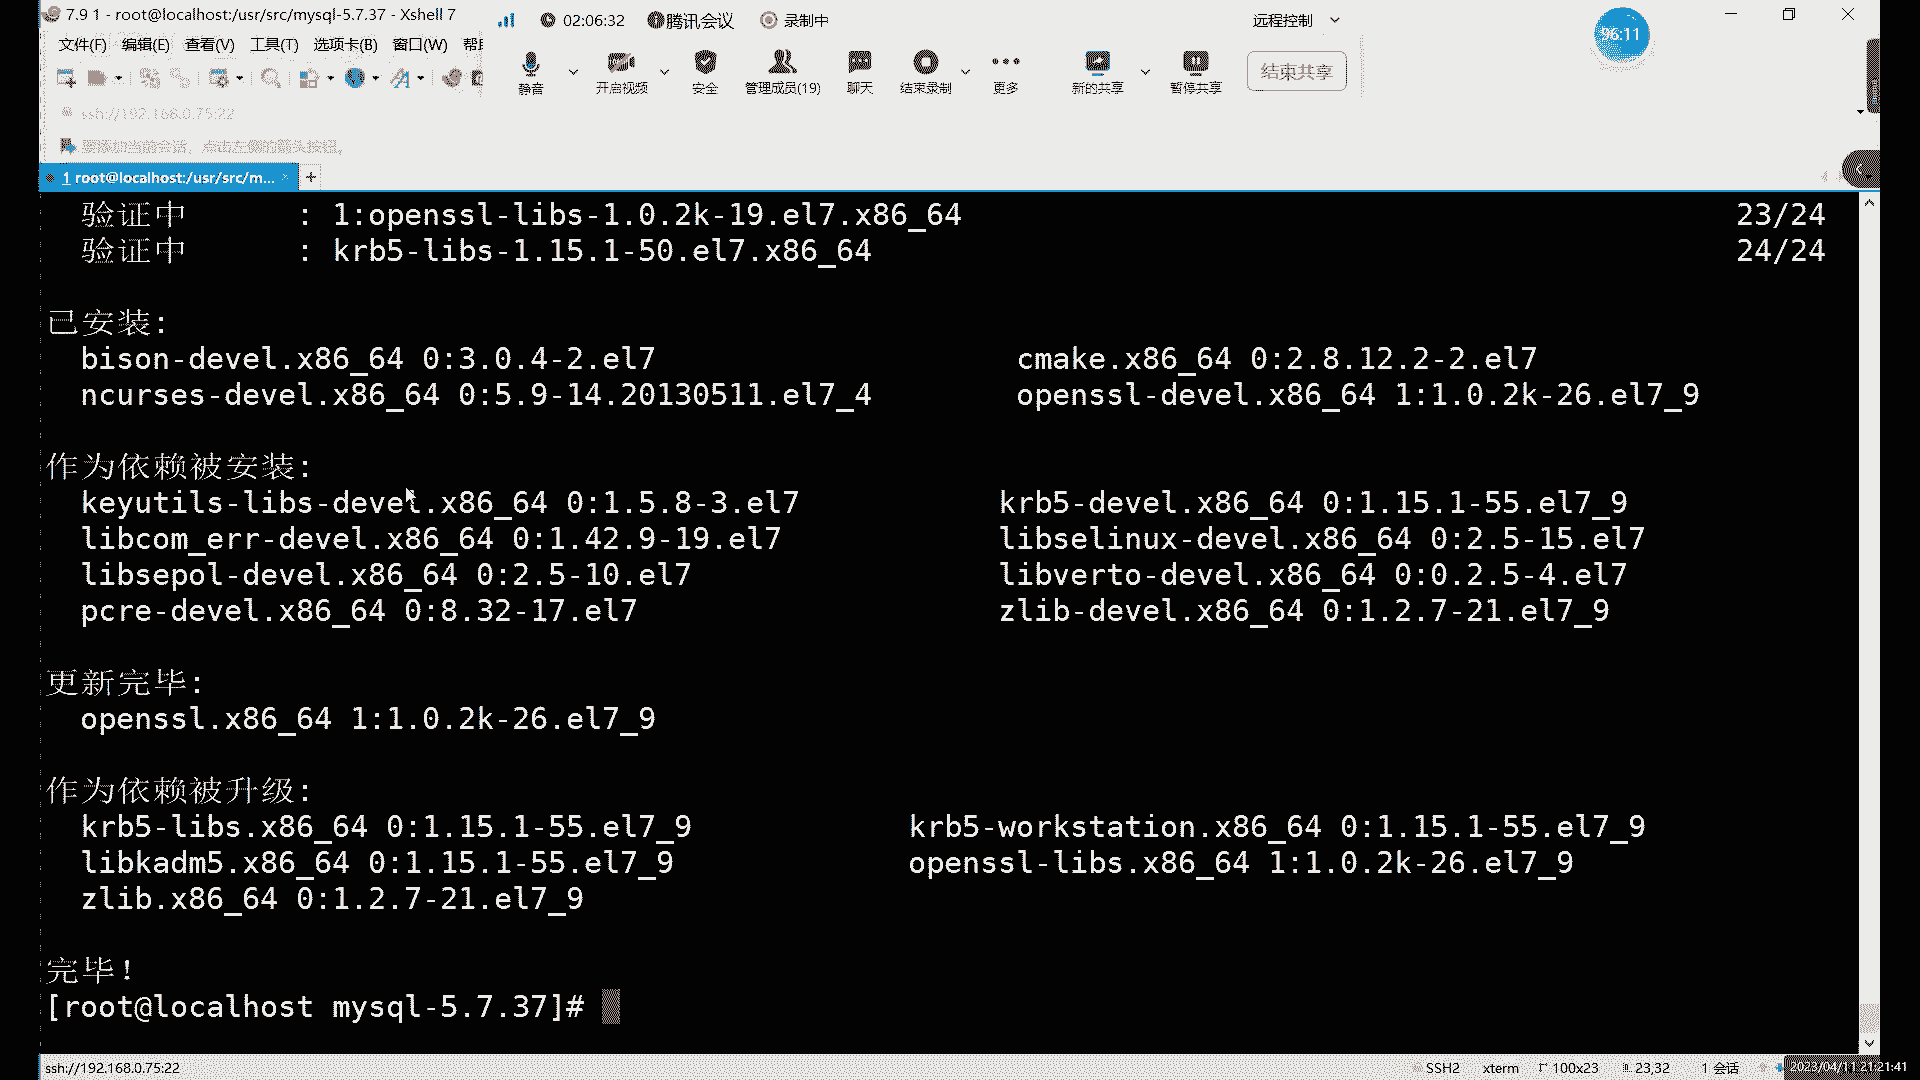 7.9 1 - root@localhost:/usr/src/mysql-5.7.37 - Xshell 7
02:06:32 腾讯会议 录制中 远程控制
96:11
文件(F) 编辑(E) 查看(V) 工具(T) 选项卡(B) 窗口(W)
静音 开启视频 安全 管理成员(19) 聊天 结束录制 更多 新的共享 暂停共享 结束共享
ssh://192.168.0.75:22
要添加当前会话，点击左侧的箭头按钮。
1 root@localhost:/usr/src/m... × +
验证中 : 1:openssl-libs-1.0.2k-19.el7.x86_64 23/24
验证中 : krb5-libs-1.15.1-50.el7.x86_64 24/24
已安装:
bison-devel.x86_64 0:3.0.4-2.el7 cmake.x86_64 0:2.8.12.2-2.el7
ncurses-devel.x86_64 0:5.9-14.20130511.el7_4 openssl-devel.x86_64 1:1.0.2k-26.el7_9
作为依赖被安装:
keyutils-libs-devel.x86_64 0:1.5.8-3.el7 krb5-devel.x86_64 0:1.15.1-55.el7_9
libcom_err-devel.x86_64 0:1.42.9-19.el7 libselinux-devel.x86_64 0:2.5-15.el7
libsepol-devel.x86_64 0:2.5-10.el7 libverto-devel.x86_64 0:0.2.5-4.el7
pcre-devel.x86_64 0:8.32-17.el7 zlib-devel.x86_64 0:1.2.7-21.el7_9
更新完毕:
openssl.x86_64 1:1.0.2k-26.el7_9
作为依赖被升级:
krb5-libs.x86_64 0:1.15.1-55.el7_9 krb5-workstation.x86_64 0:1.15.1-55.el7_9
libkadm5.x86_64 0:1.15.1-55.el7_9 openssl-libs.x86_64 1:1.0.2k-26.el7_9
zlib.x86_64 0:1.2.7-21.el7_9
完毕！
[root@localhost mysql-5.7.37]#
ssh://192.168.0.75:22 SSH2 xterm 100x23 23,32 1 会话 2023/04/11 21:21:41